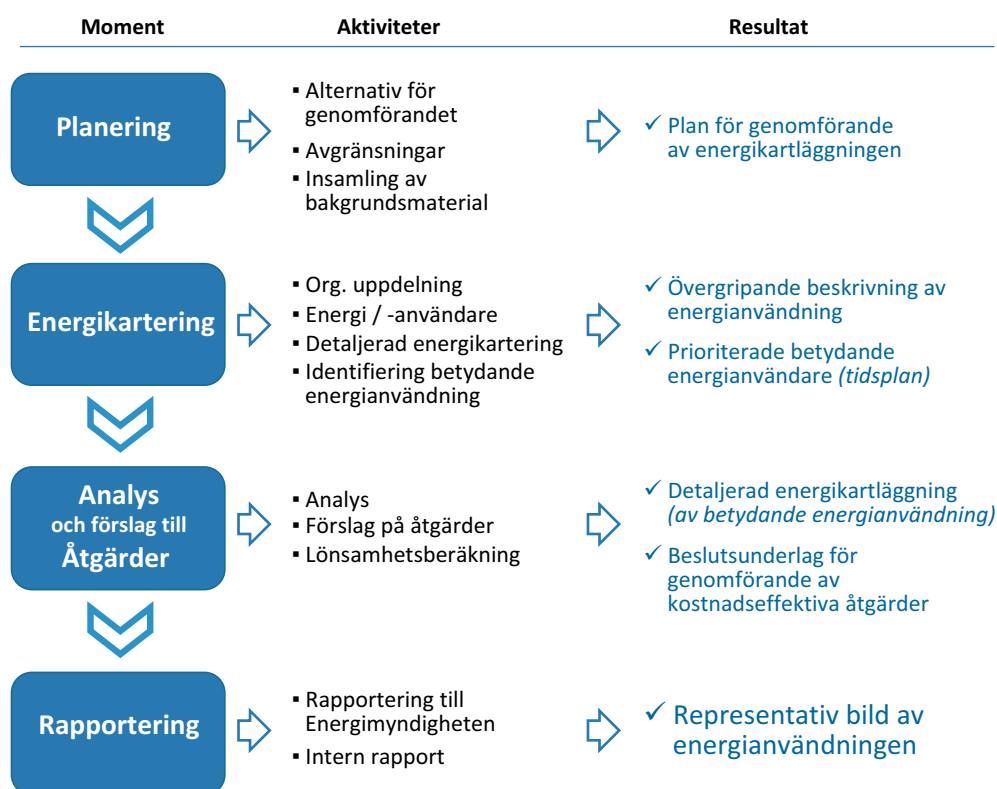 Moment Aktiviteter Resultat
Planering
▪ Alternativ för
genomförandet
▪ Avgränsningar
▪ Insamling av
bakgrundsmaterial
✓ Plan för genomförande
av energikartläggningen
Energikartering
▪ Org. uppdelning
▪ Energi / -användare
▪ Detaljerad energikartering
▪ Identifiering betydande
energianvändning
✓ Övergripande beskrivning av
energianvändning
✓ Prioriterade betydande
energianvändare (tidsplan)
Analys
och förslag till
Åtgärder
▪ Analys
▪ Förslag på åtgärder
▪ Lönsamhetsberäkning
✓ Detaljerad energikartläggning
(av betydande energianvändning)
✓ Beslutsunderlag för
genomförande av
kostnadseffektiva åtgärder
Rapportering
▪ Rapportering till
Energimyndigheten
▪ Intern rapport
✓ Representativ bild av
energianvändningen